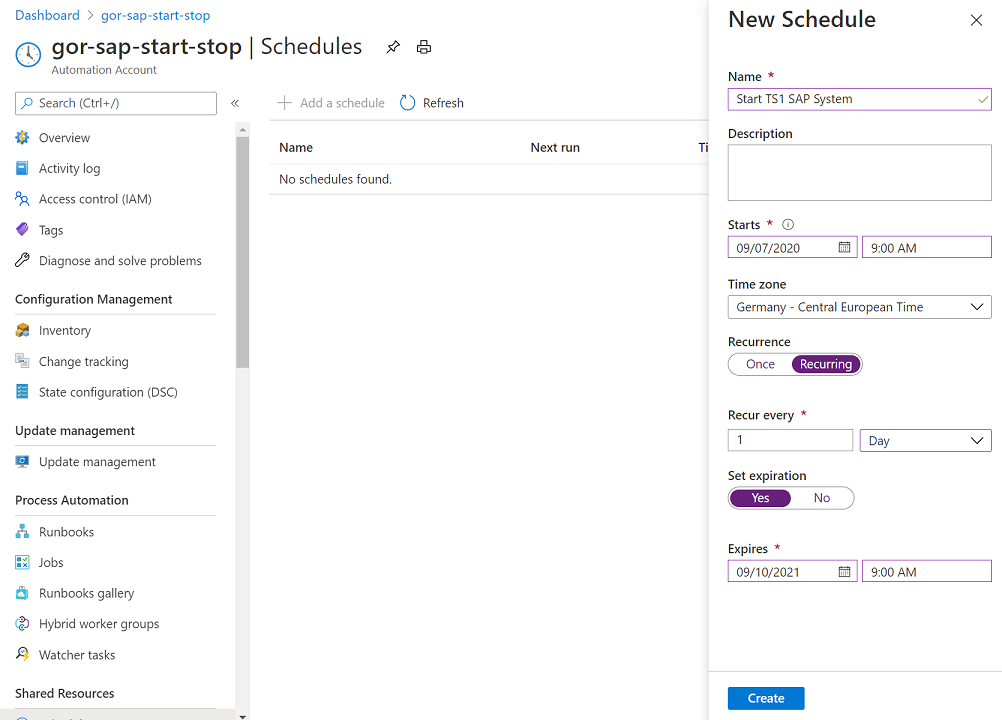 Dashboard > gor-sap-start-stop
gor-sap-start-stop | Schedules
Automation Account
Search (Ctrl+/)
«
Overview
Activity log
Access control (IAM)
Tags
Diagnose and solve problems
Configuration Management
Inventory
Change tracking
State configuration (DSC)
Update management
Update management
Process Automation
Runbooks
Jobs
Runbooks gallery
Hybrid worker groups
Watcher tasks
Shared Resources
+ Add a schedule Refresh
Name Next run Ti
No schedules found.
New Schedule
Name *
Start TS1 SAP System
Description
Starts *
09/07/2020 9:00 AM
Time zone
Germany - Central European Time
Recurrence
Once Recurring
Recur every *
1 Day
Set expiration
Yes No
Expires *
09/10/2021 9:00 AM
Create